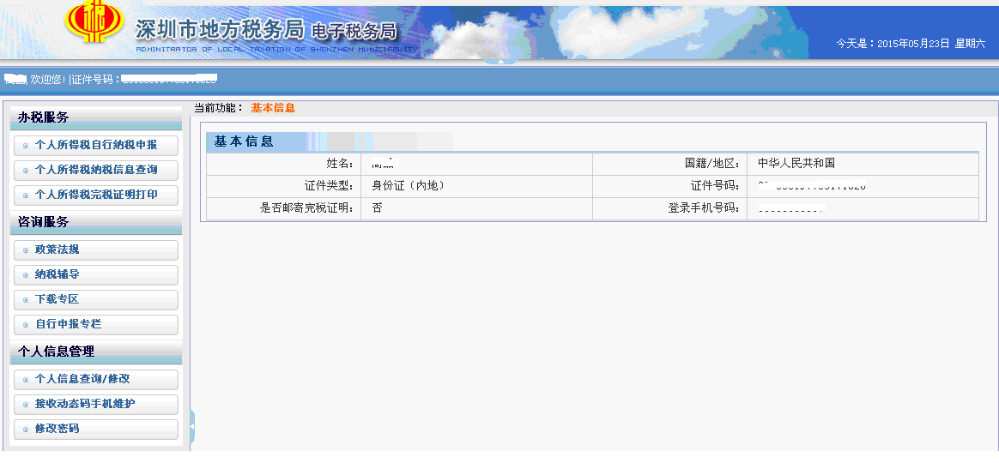 深圳市地方税务局 电子税务局
ADMINITRATOR OF LOCAL TAXATION OF SHENZHEN MUNICIPALITY
今天是：2015年05月23日 星期六
欢迎您! |证件号码：
办税服务
个人所得税自行纳税申报
个人所得税纳税信息查询
个人所得税完税证明打印
咨询服务
政策法规
纳税辅导
下载专区
自行申报专栏
个人信息管理
个人信息查询/修改
接收动态码手机维护
修改密码
当前功能： 基本信息
基本信息
姓名： 国籍/地区： 中华人民共和国
证件类型： 身份证（内地） 证件号码：
是否邮寄完税证明： 否 登录手机号码：